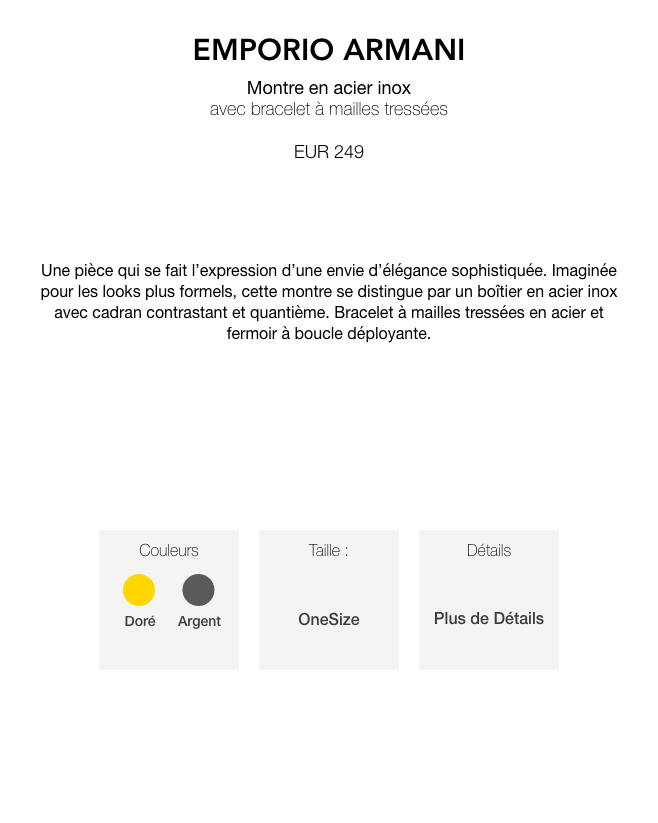 EMPORIO ARMANI
Montre en acier inox
avec bracelet à mailles tressées
EUR 249
Une pièce qui se fait l’expression d’une envie d’élégance sophistiquée. Imaginée
pour les looks plus formels, cette montre se distingue par un boîtier en acier inox
avec cadran contrastant et quantième. Bracelet à mailles tressées en acier et
fermoir à boucle déployante.
Couleurs
Doré
Argent
Taille :
OneSize
Détails
Plus de Détails